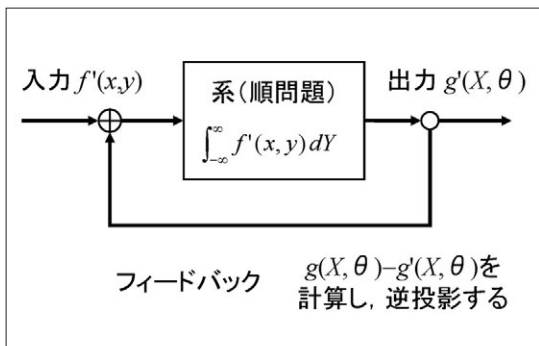 入力 f'(x,y)
系(順問題)
∫_{-∞}^{∞} f'(x, y) dY
出力 g'(X, θ)
フィードバック
g(X, θ)–g'(X, θ)を
計算し, 逆投影する